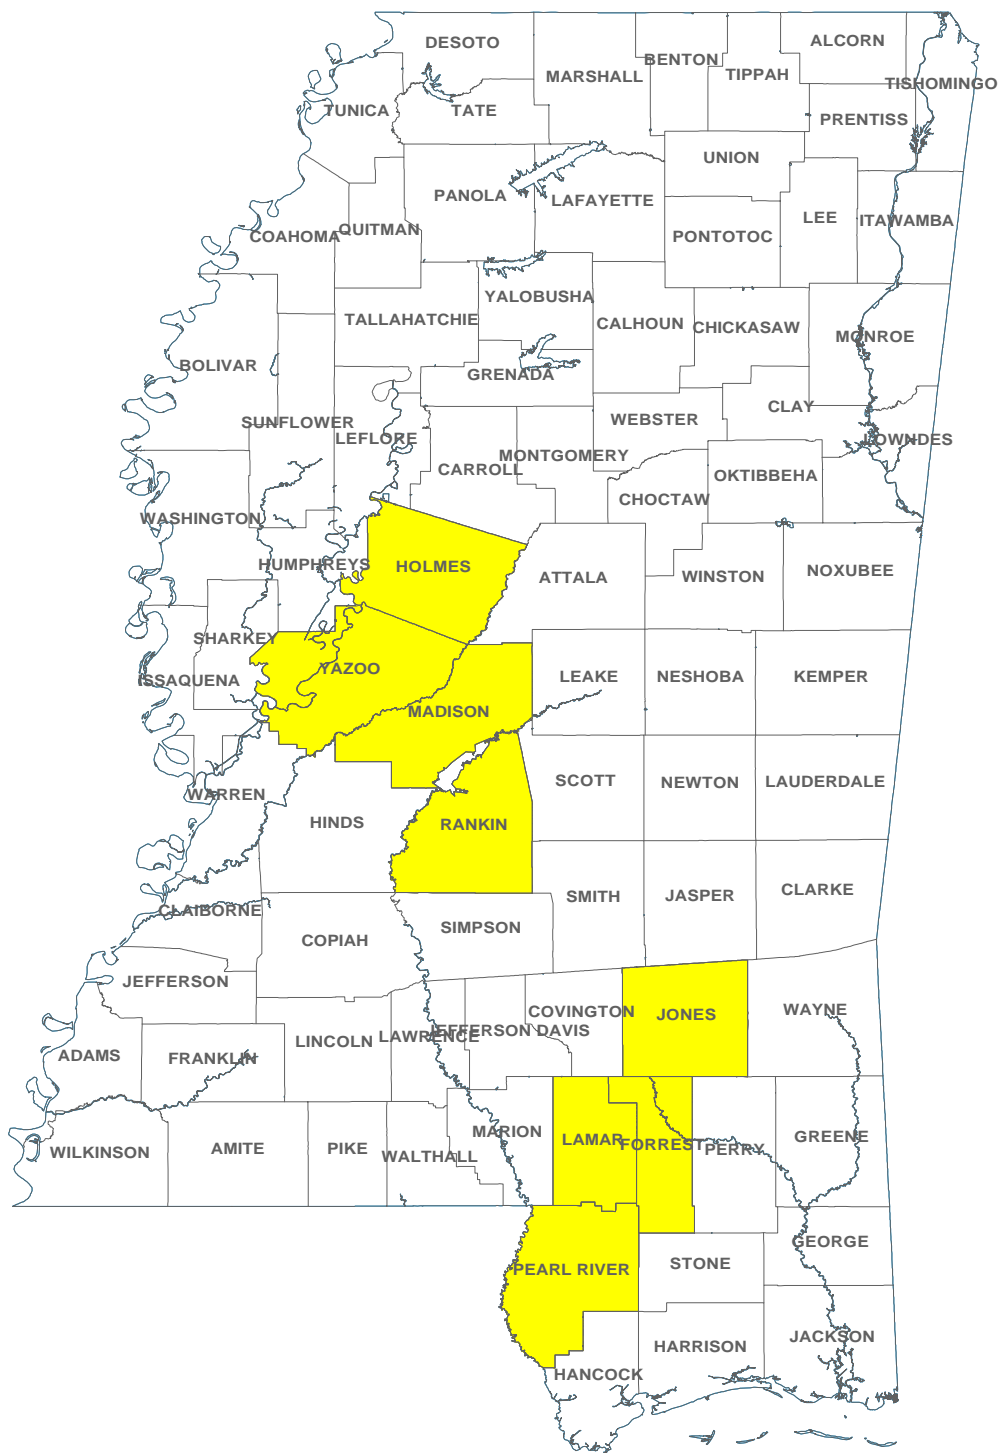 DESOTO
ALCORN
BENTON
MARSHALL
TIPPAH
TISHOMINGO
TUNICA
TATE
PRENTISS
UNION
PANOLA
LAFAYETTE
LEE
ITAWAMBA
COAHOMA
QUITMAN
PONTOTOC
YALOBUSHA
TALLAHATCHIE
CALHOUN
CHICKASAW
MONROE
BOLIVAR
GRENADA
CLAY
SUNFLOWER
WEBSTER
LEFLORE
LOWNDES
MONTGOMERY
CARROLL
OKTIBBEHA
CHOCTAW
WASHINGTON
HUMPHREYS
HOLMES
ATTALA
WINSTON
NOXUBEE
SHARKEY
YAZOO
LEAKE
NESHOBA
KEMPER
ISSAQUENA
MADISON
SCOTT
NEWTON
LAUDERDALE
WARREN
HINDS
RANKIN
CLARKE
SMITH
JASPER
CLAIBORNE
SIMPSON
COPIAH
JEFFERSON
COVINGTON
JONES
WAYNE
LINCOLN
LAWRENCE
JEFFERSON DAVIS
ADAMS
FRANKLIN
MARION
LAMAR
FORREST
PERRY
GREENE
WILKINSON
AMITE
PIKE
WALTHALL
GEORGE
PEARL RIVER
STONE
JACKSON
HARRISON
HANCOCK